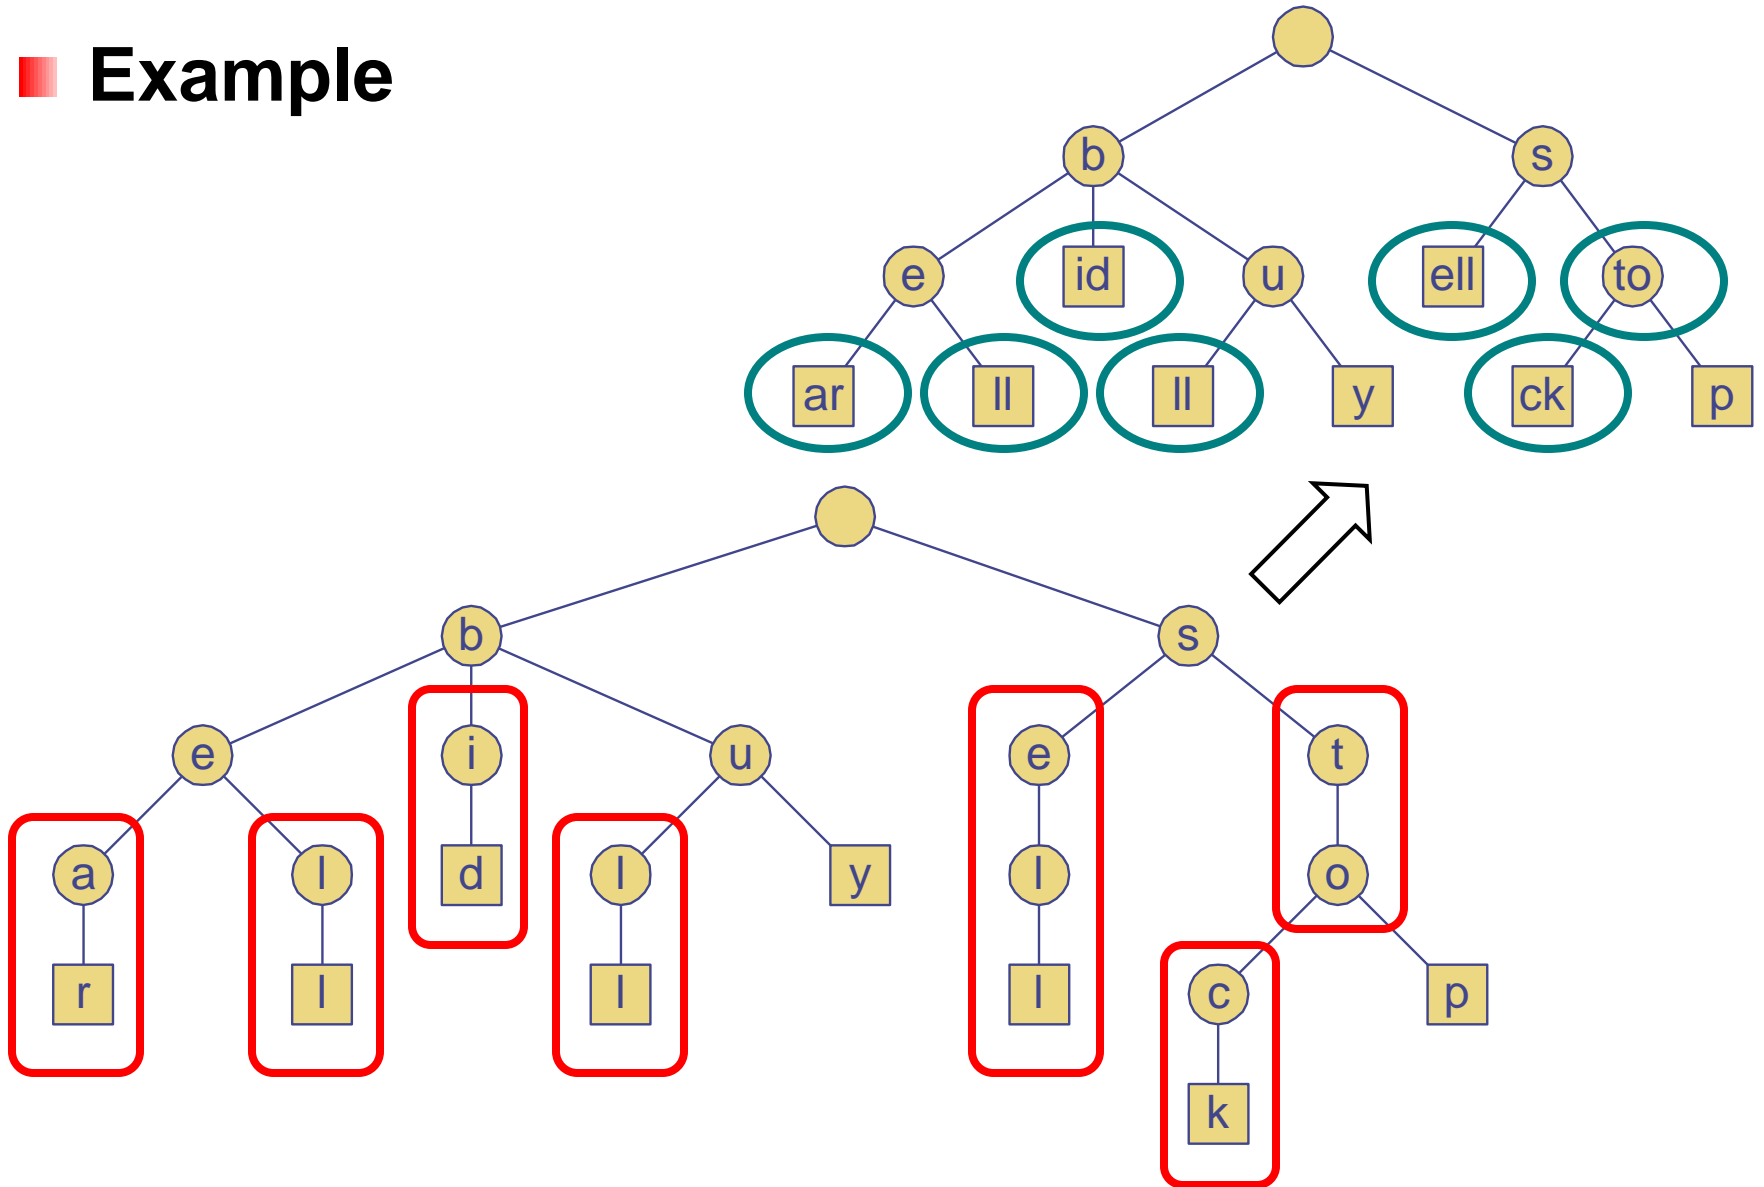 Example
b s
e id u ell to
ar ll ll y ck p
b s
e i u e t
a l d l y l o
r l l l c p
k